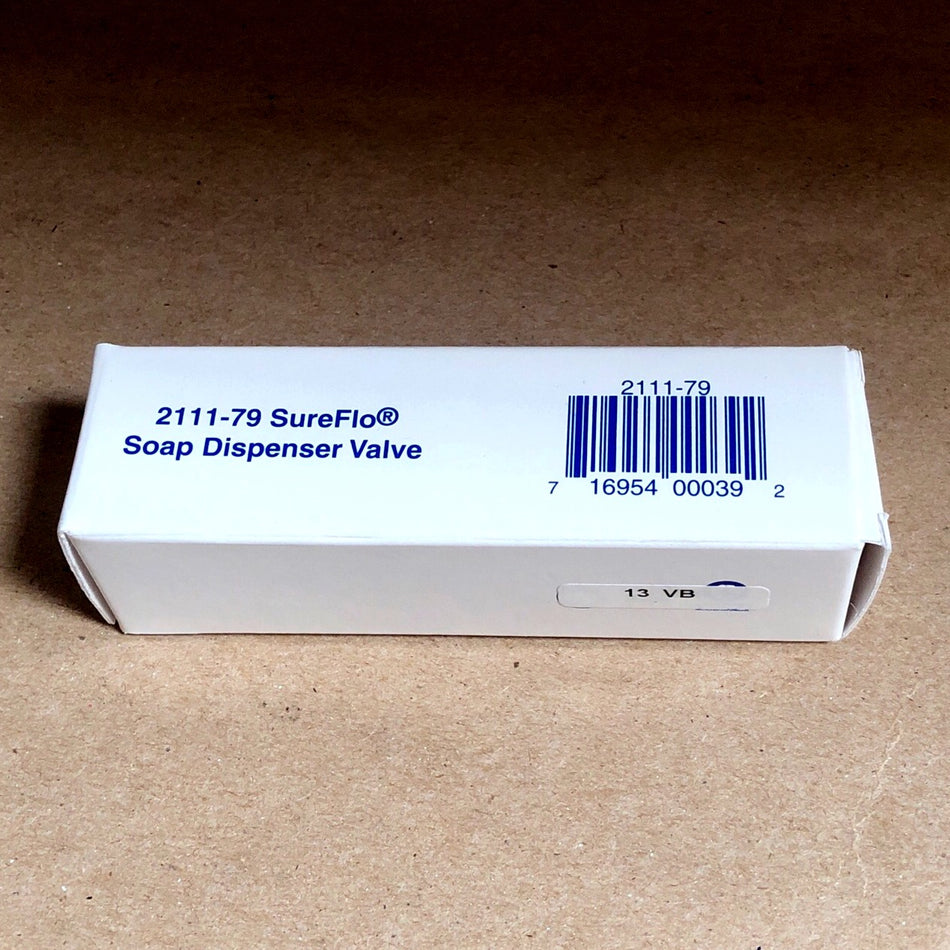 2111-79 SureFlo®
Soap Dispenser Valve
2111-79
7 16954 00039 2
13 VB